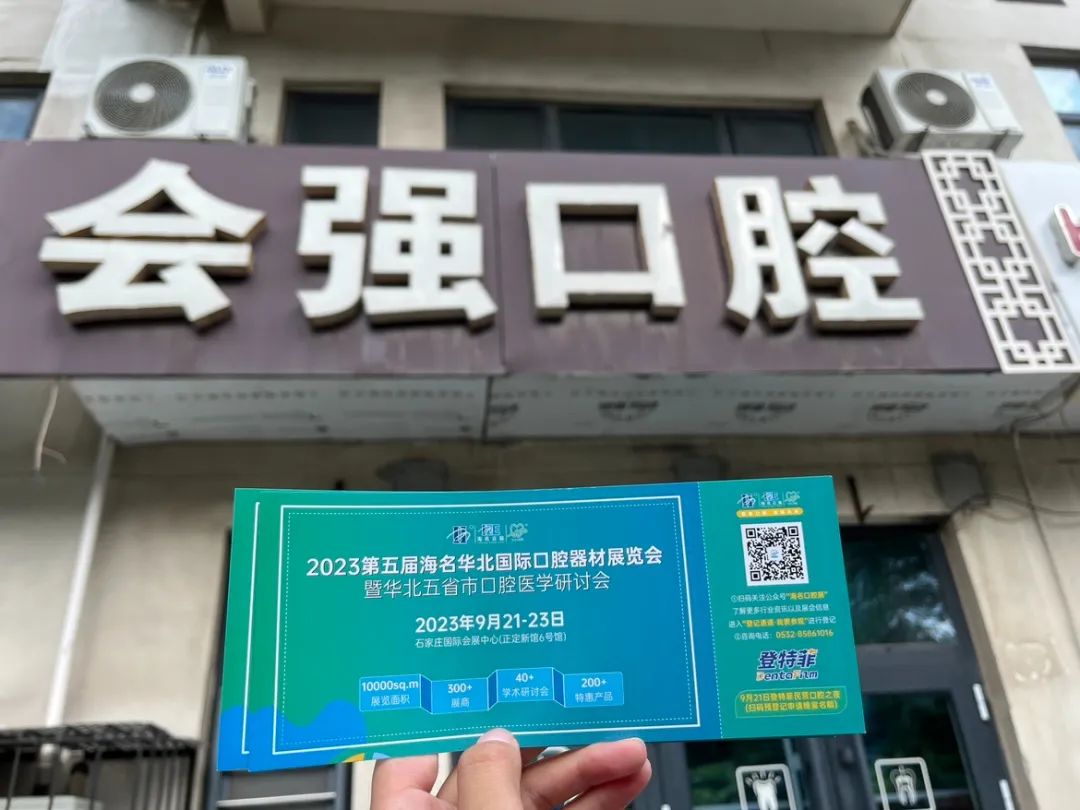 会强口腔
2023第五届海名华北国际口腔器材展览会
暨华北五省市口腔医学研讨会
2023年9月21-23日
石家庄国际会展中心(正定新馆6号馆)
10000sq.m
展览面积
300+
展商
40+
学术研讨会
200+
特惠产品
①扫码关注公众号"海名口腔展"
了解更多行业资讯以及展会信息
进入"登记通道-我要参观"进行登记
②咨询电话：0532-85861016
登特菲
DentaFilm
9月21日登特菲民营口腔之夜
(扫码预登记申请晚宴名额)